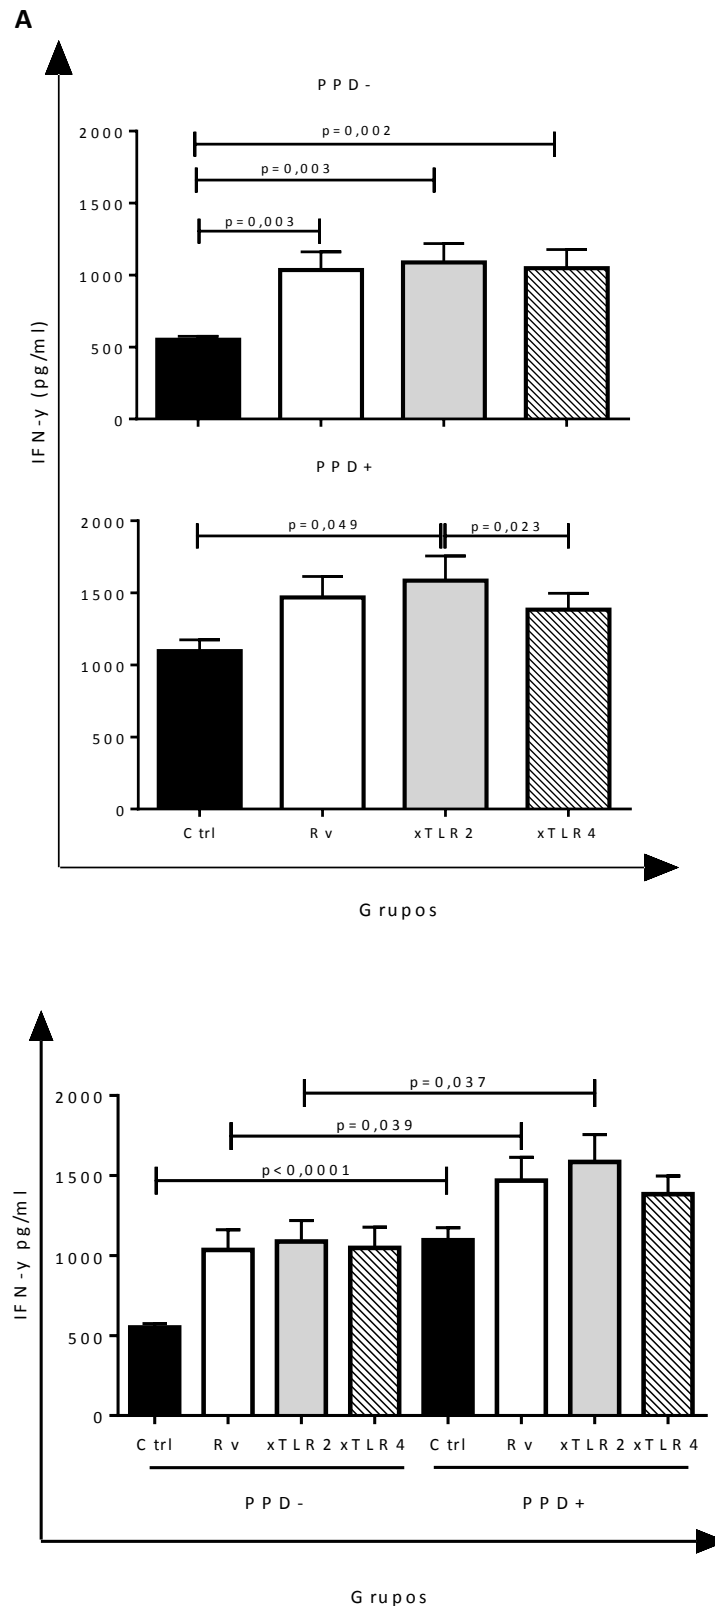 A
PPD-
2000
p=0,002
p=0,003
1500
p=0,003
1000
500
0
IFN-y (pg/ml)
PPD+
2000
p=0,049
p=0,023
1500
1000
500
0
Ctrl Rv xTLR2 xTLR4
Grupos
p=0,037
2000
p=0,039
1500
p<0,0001
1000
500
0
IFN-y pg/ml
Ctrl Rv xTLR2 xTLR4 Ctrl Rv xTLR2 xTLR4
PPD- PPD+
Grupos